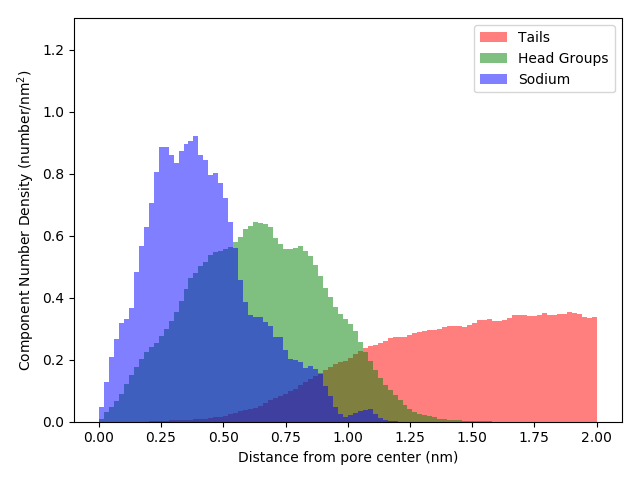 Tails
Head Groups
Sodium
Component Number Density (number/nm²)
1.2
1.0
0.8
0.6
0.4
0.2
0.0
0.00 0.25 0.50 0.75 1.00 1.25 1.50 1.75 2.00
Distance from pore center (nm)